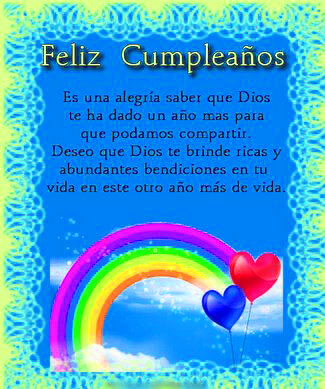 Feliz Cumpleaños
Es una alegría saber que Dios
te ha dado un año mas para
que podamos compartir.
Deseo que Dios te brinde ricas y
abundantes bendiciones en tu
vida en este otro año más de vida.